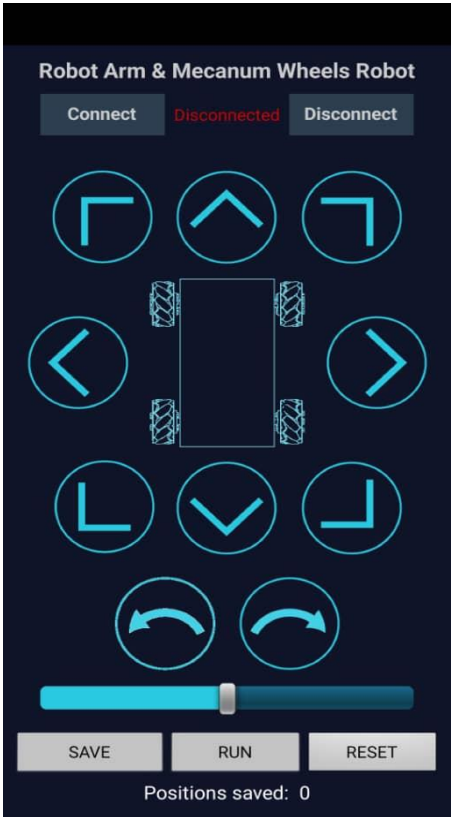 Robot Arm & Mecanum Wheels Robot
Connect Disconnected Disconnect
SAVE RUN RESET
Positions saved: 0